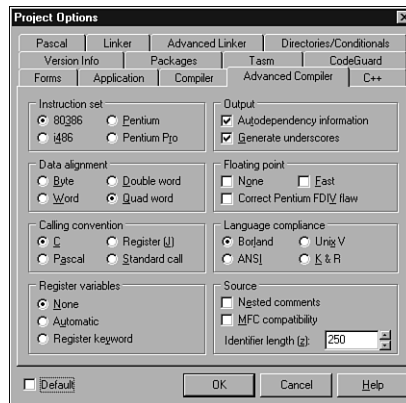 Project Options
Pascal Linker Advanced Linker Directories/Conditionals
Version Info Packages Tasm CodeGuard
Forms Application Compiler Advanced Compiler C++
Instruction set
80386 Pentium
i486 Pentium Pro
Output
Autodependency information
Generate underscores
Data alignment
Byte Double word
Word Quad word
Floating point
None Fast
Correct Pentium FDIV flaw
Calling convention
C Register (J)
Pascal Standard call
Language compliance
Borland Unix V
ANSI K & R
Register variables
None
Automatic
Register keyword
Source
Nested comments
MFC compatibility
Identifier length (z): 250
Default OK Cancel Help